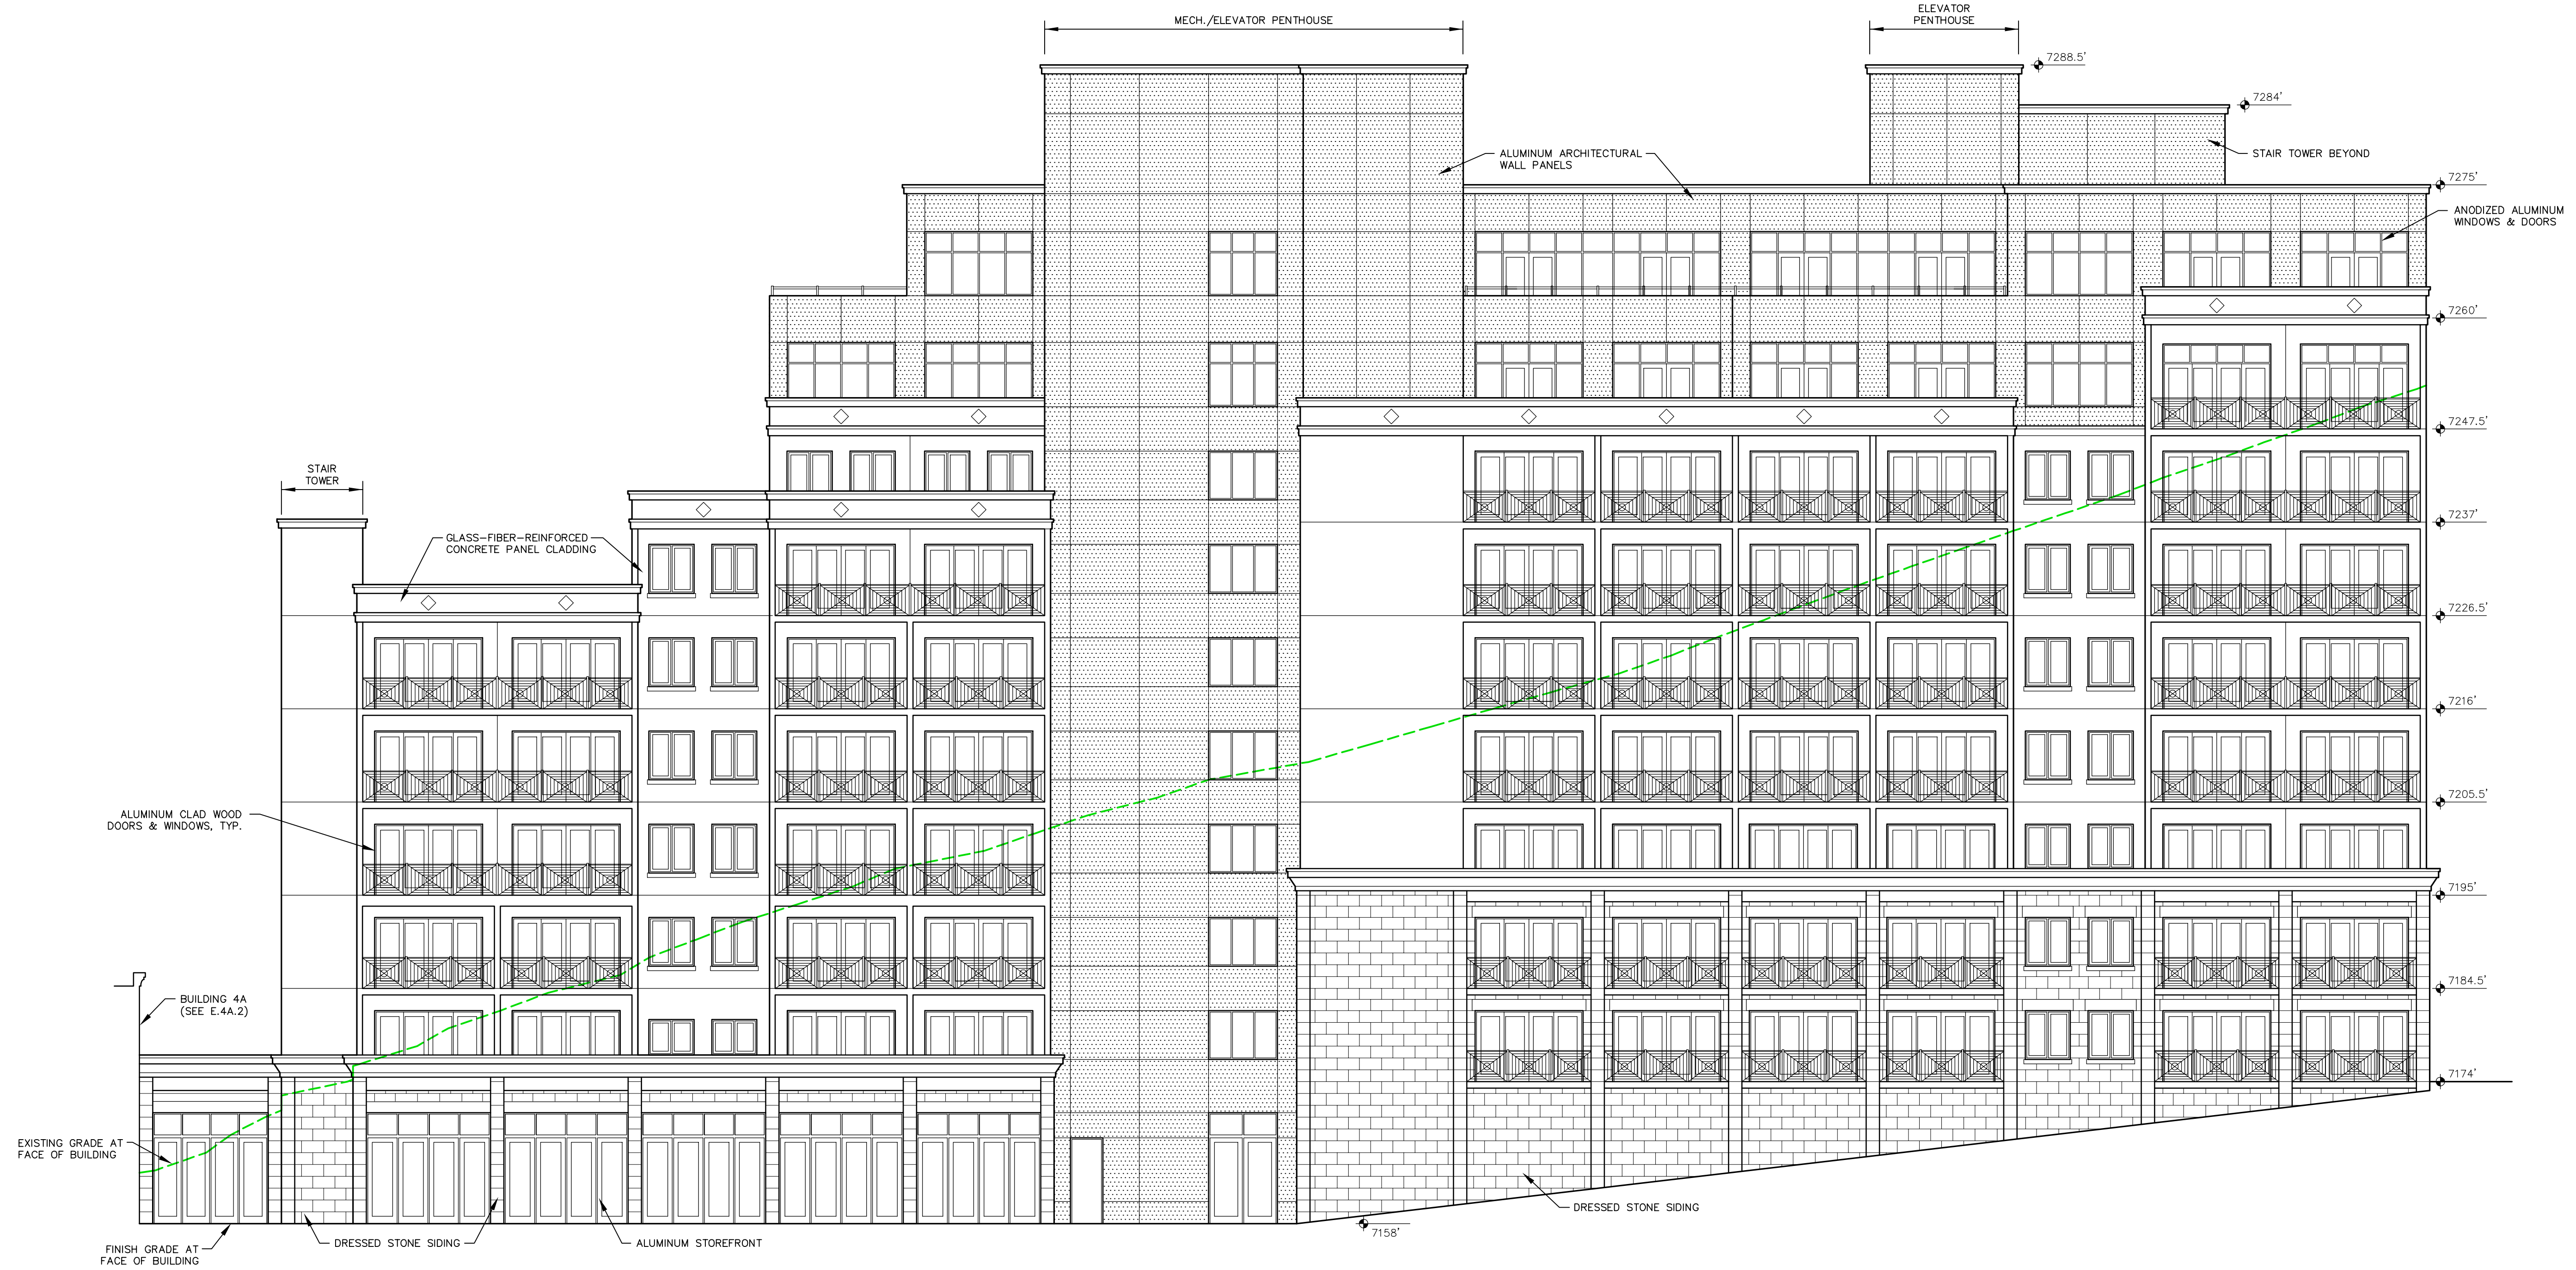 MECH./ELEVATOR PENTHOUSE
ELEVATOR
PENTHOUSE
7288.5'
7284'
ALUMINUM ARCHITECTURAL
WALL PANELS
STAIR TOWER BEYOND
7275'
ANODIZED ALUMINUM
WINDOWS & DOORS
7260'
7247.5'
STAIR
TOWER
7237'
GLASS-FIBER-REINFORCED
CONCRETE PANEL CLADDING
7226.5'
7216'
7205.5'
ALUMINUM CLAD WOOD
DOORS & WINDOWS, TYP.
7195'
7184.5'
BUILDING 4A
(SEE E.4A.2)
7174'
EXISTING GRADE AT
FACE OF BUILDING
DRESSED STONE SIDING
7158'
FINISH GRADE AT
FACE OF BUILDING
DRESSED STONE SIDING
ALUMINUM STOREFRONT